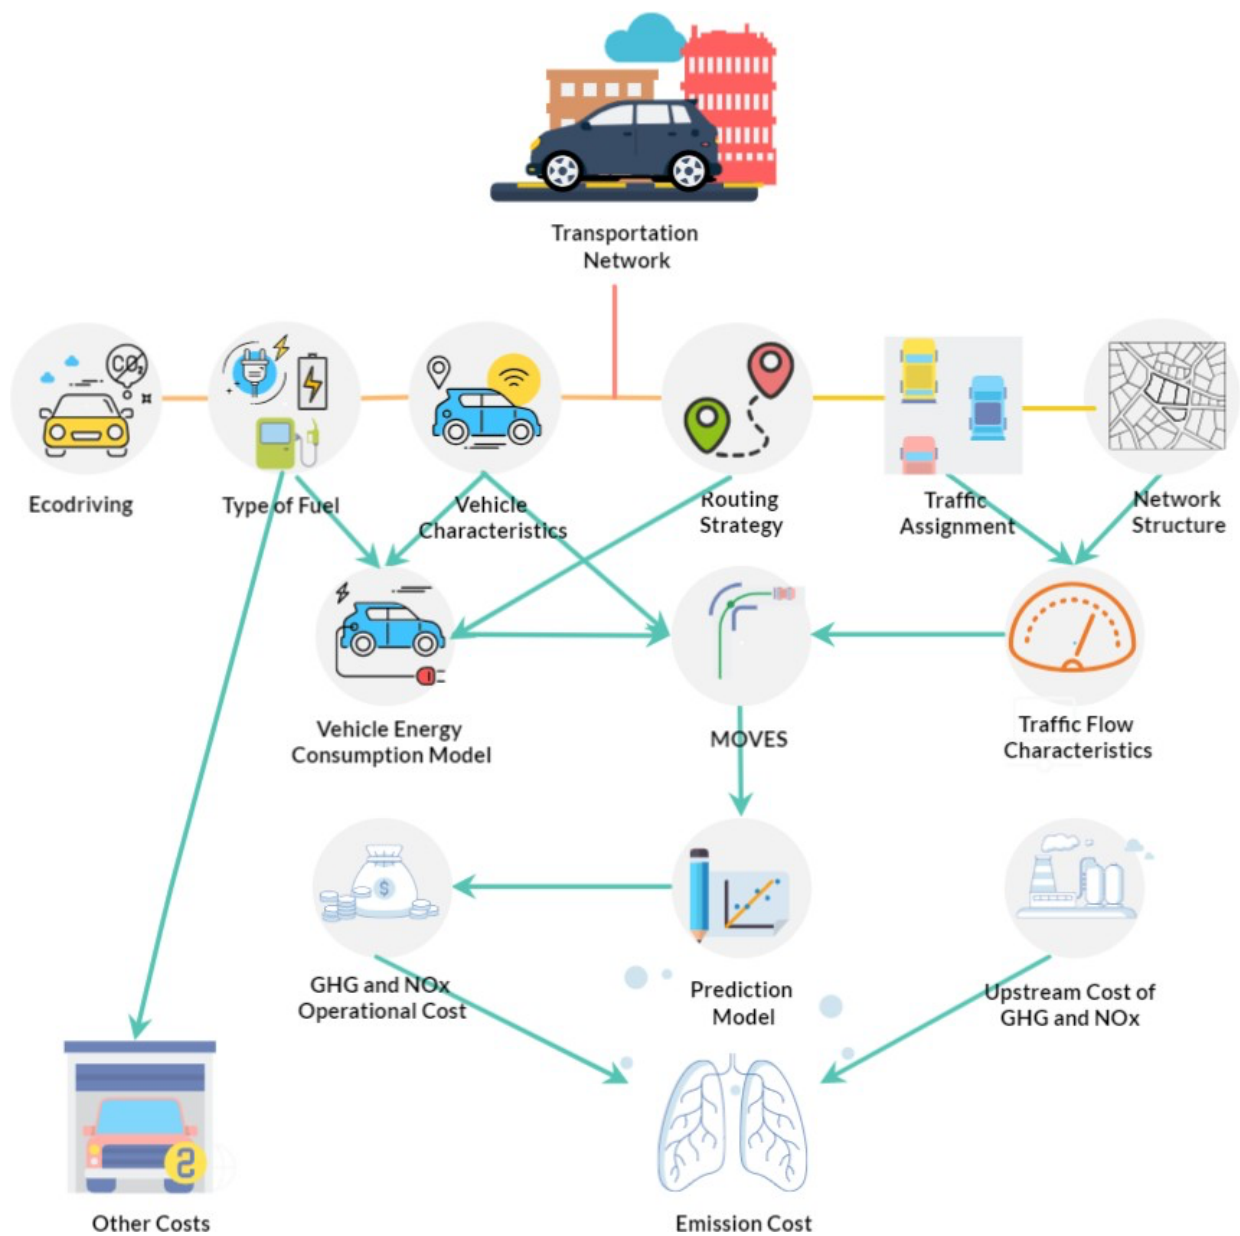 Transportation
Network
CO₂
Ecodriving
Type of Fuel
Vehicle
Characteristics
Routing
Strategy
Traffic
Assignment
Network
Structure
Vehicle Energy
Consumption Model
MOVES
Traffic Flow
Characteristics
$
GHG and NOx
Operational Cost
Prediction
Model
Upstream Cost of
GHG and NOx
Other Costs
Emission Cost